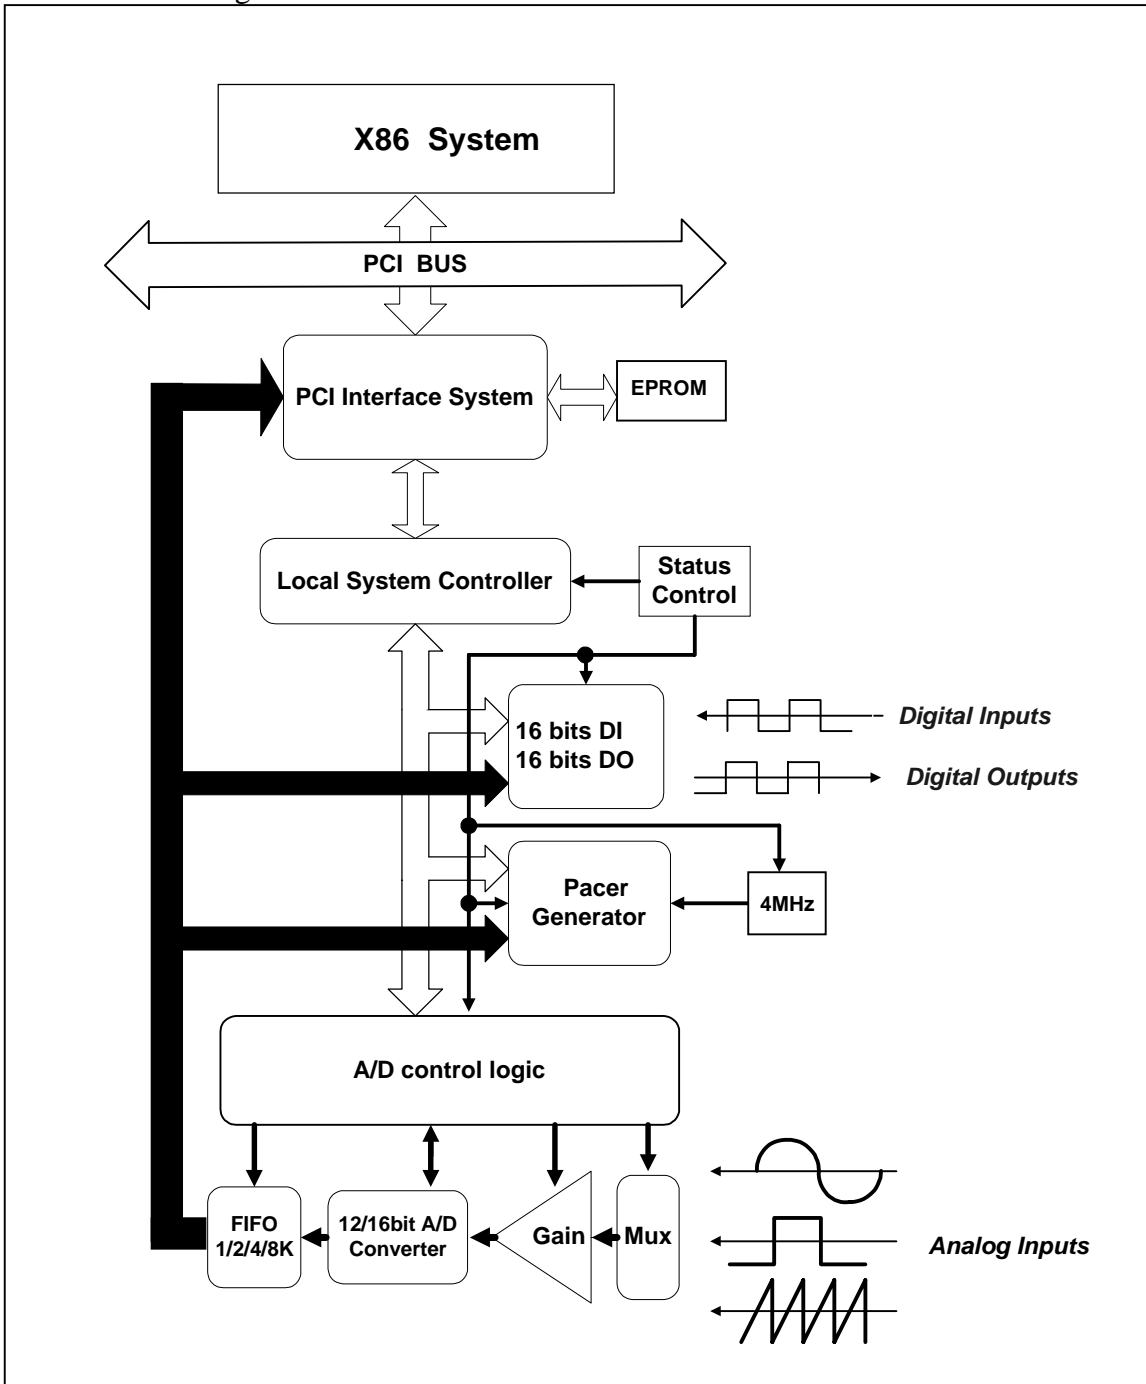 X86 System
PCI BUS
PCI Interface System
EPROM
Local System Controller
Status
Control
16 bits DI
16 bits DO
Digital Inputs
Digital Outputs
Pacer
Generator
4MHz
A/D control logic
FIFO
1/2/4/8K
12/16bit A/D
Converter
Gain
Mux
Analog Inputs